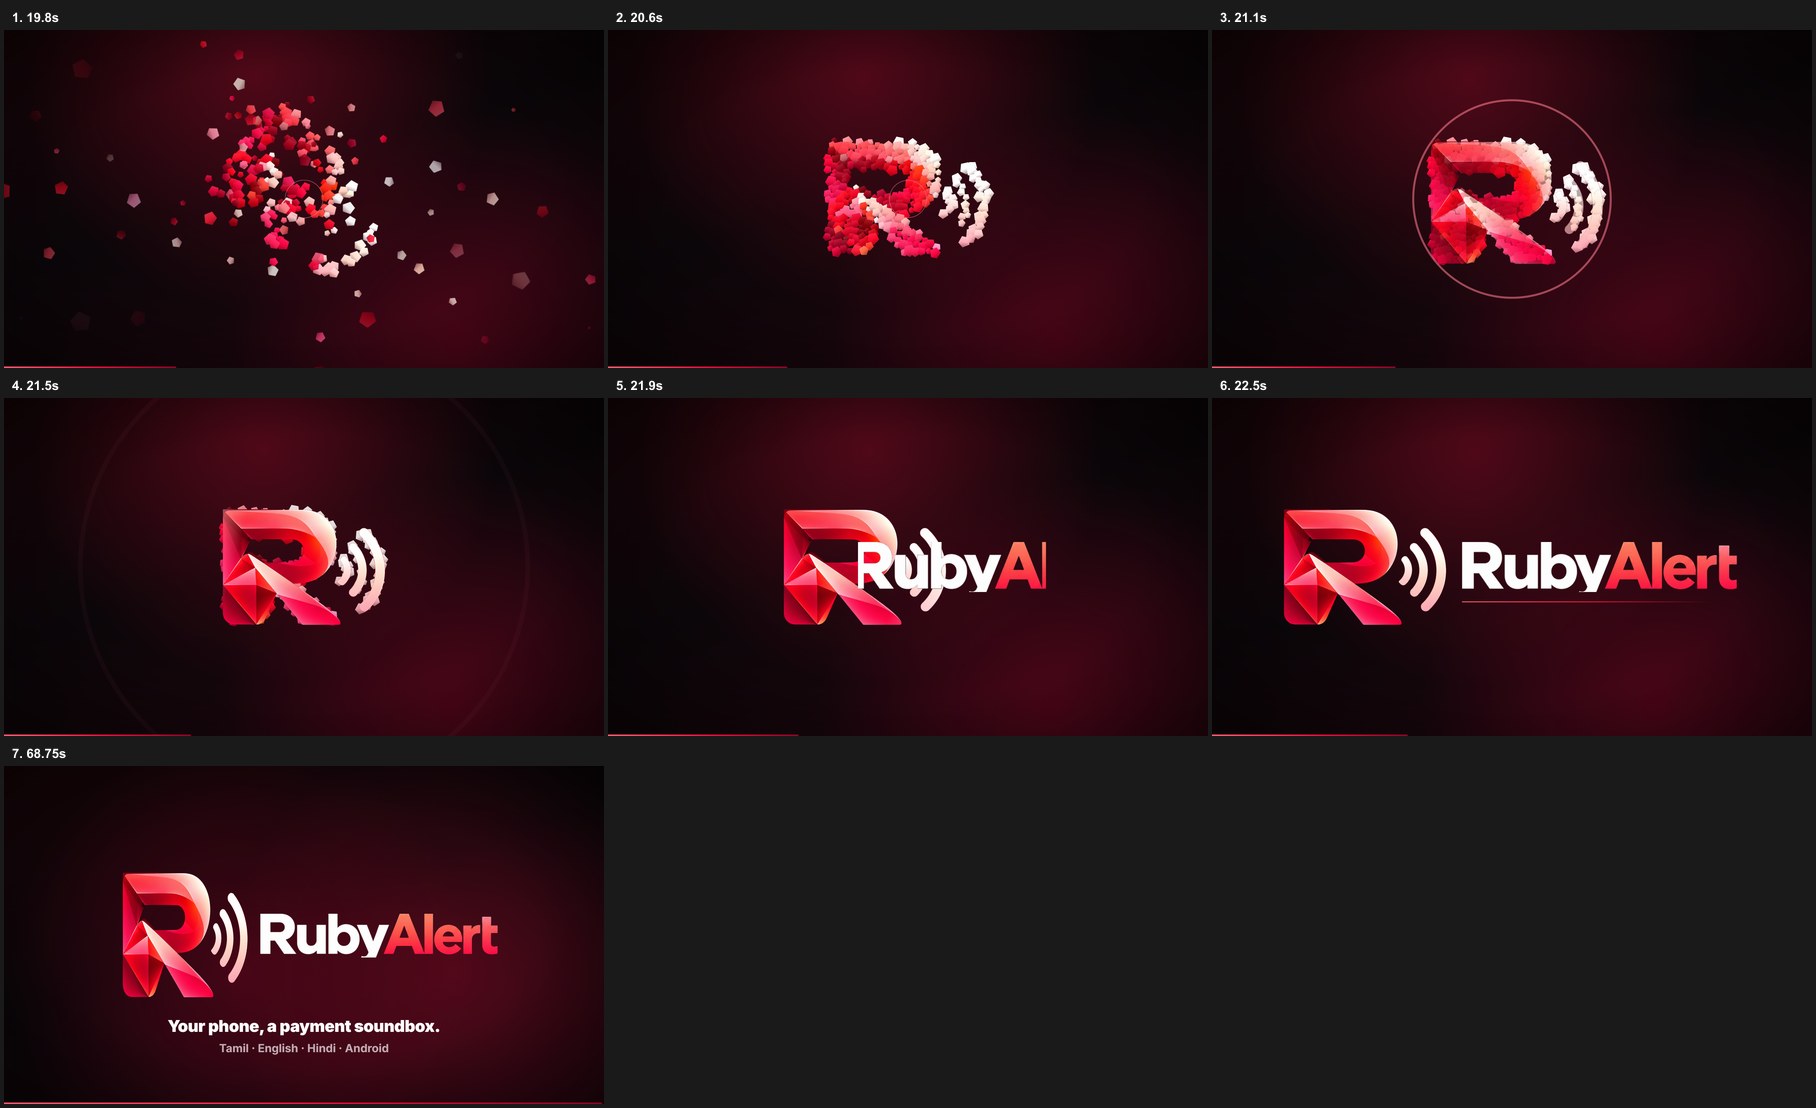 1. 19.8s
2. 20.6s
3. 21.1s
R
R
4. 21.5s
5. 21.9s
6. 22.5s
R
R RubyAl
R RubyAlert
7. 68.75s
R RubyAlert
Your phone, a payment soundbox.
Tamil · English · Hindi · Android